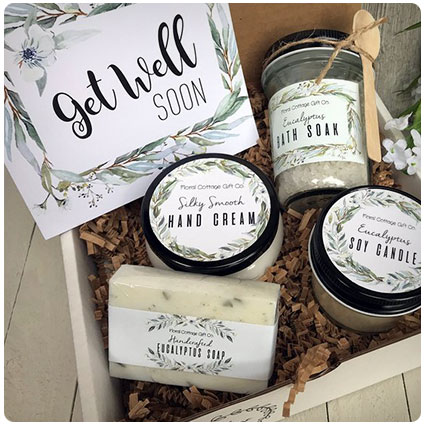 Get Well
SOON
Floral Cottage Gift Co.
Eucalyptus
BATH SOAK
Floral Cottage Gift Co.
Silky Smooth
HAND CREAM
Floral Cottage Gift Co.
Eucalyptus
SOY CANDLE
Floral Cottage Gift Co.
Handcrafted
EUCALYPTUS SOAP